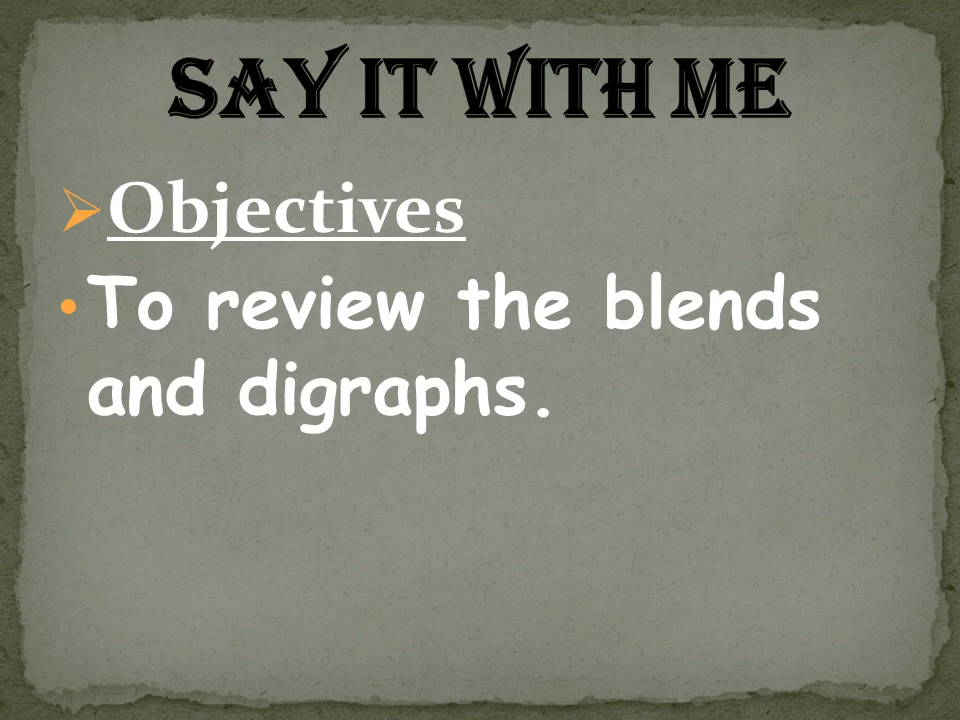 SAY IT WITH ME
➢Objectives
• To review the blends
and digraphs.